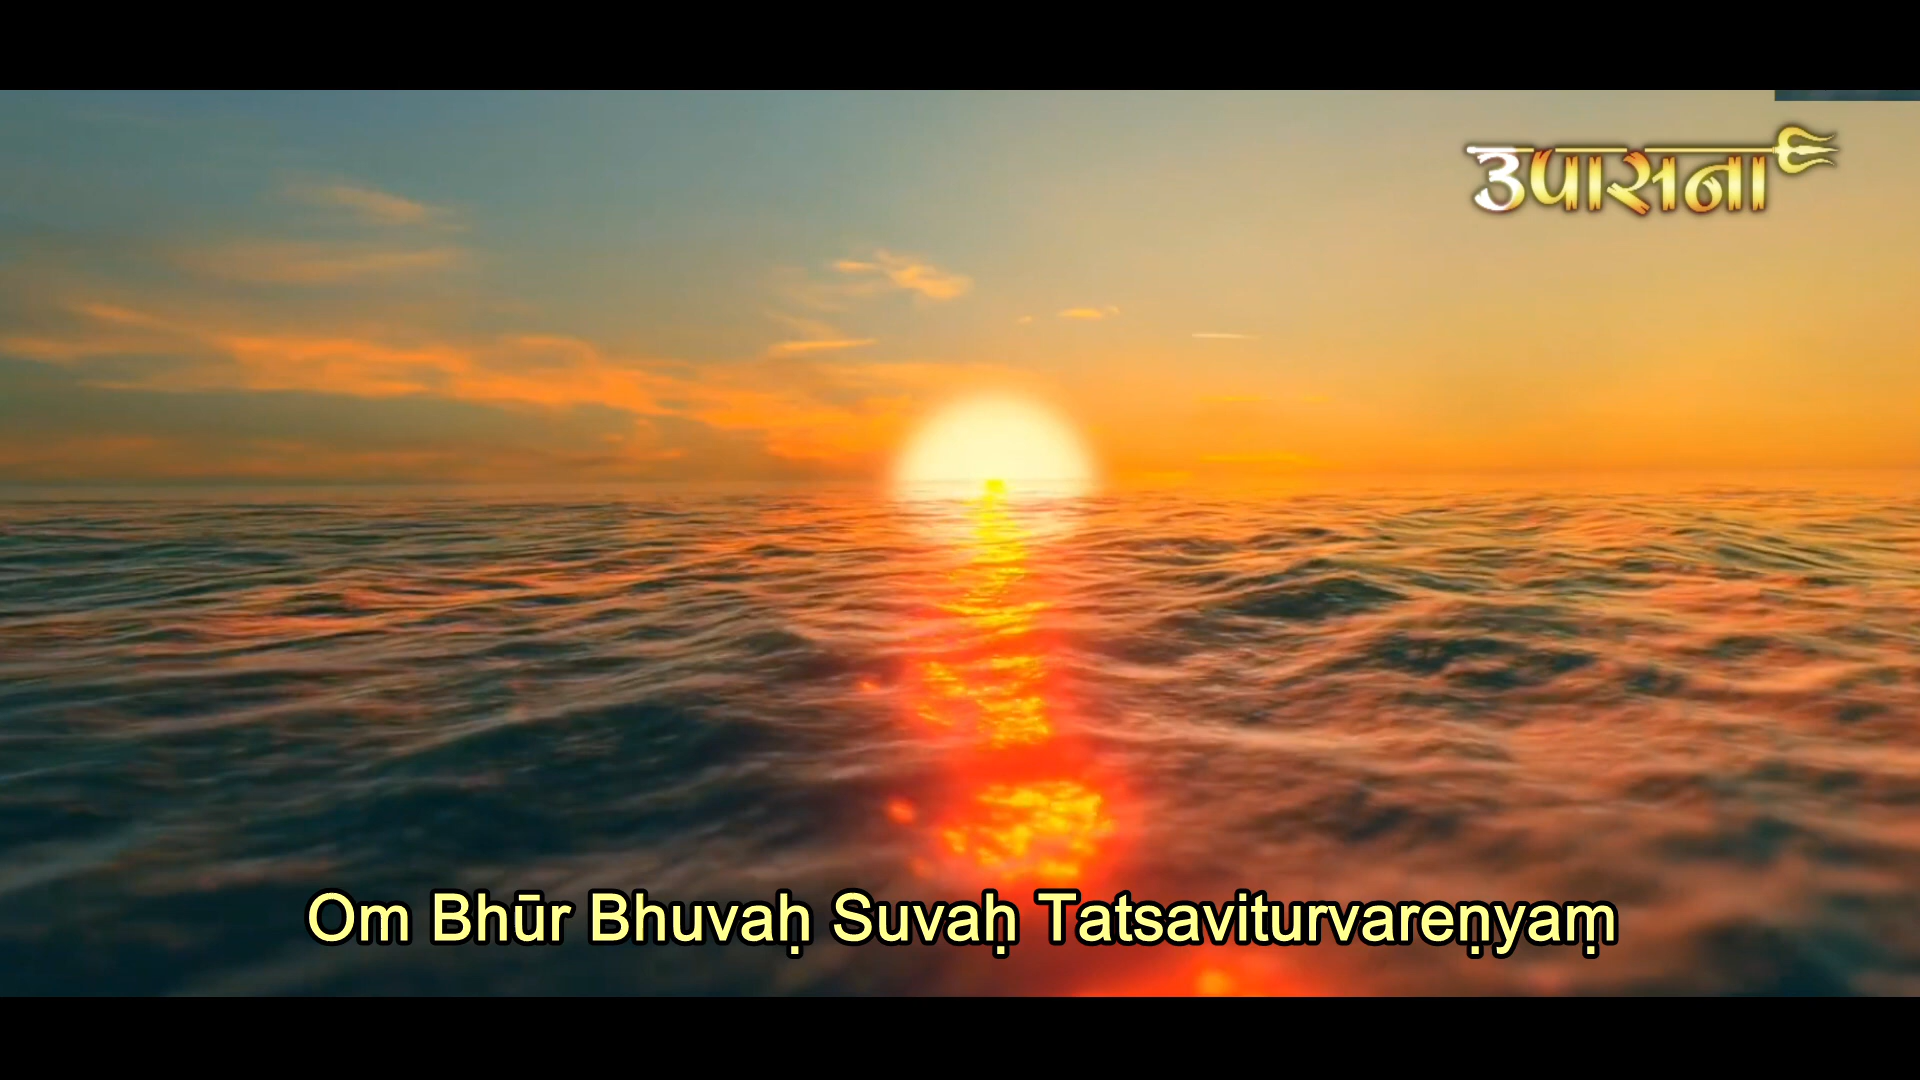 उपासना
Om Bhūr Bhuvaḥ Suvaḥ Tatsaviturvareṇyaṃ